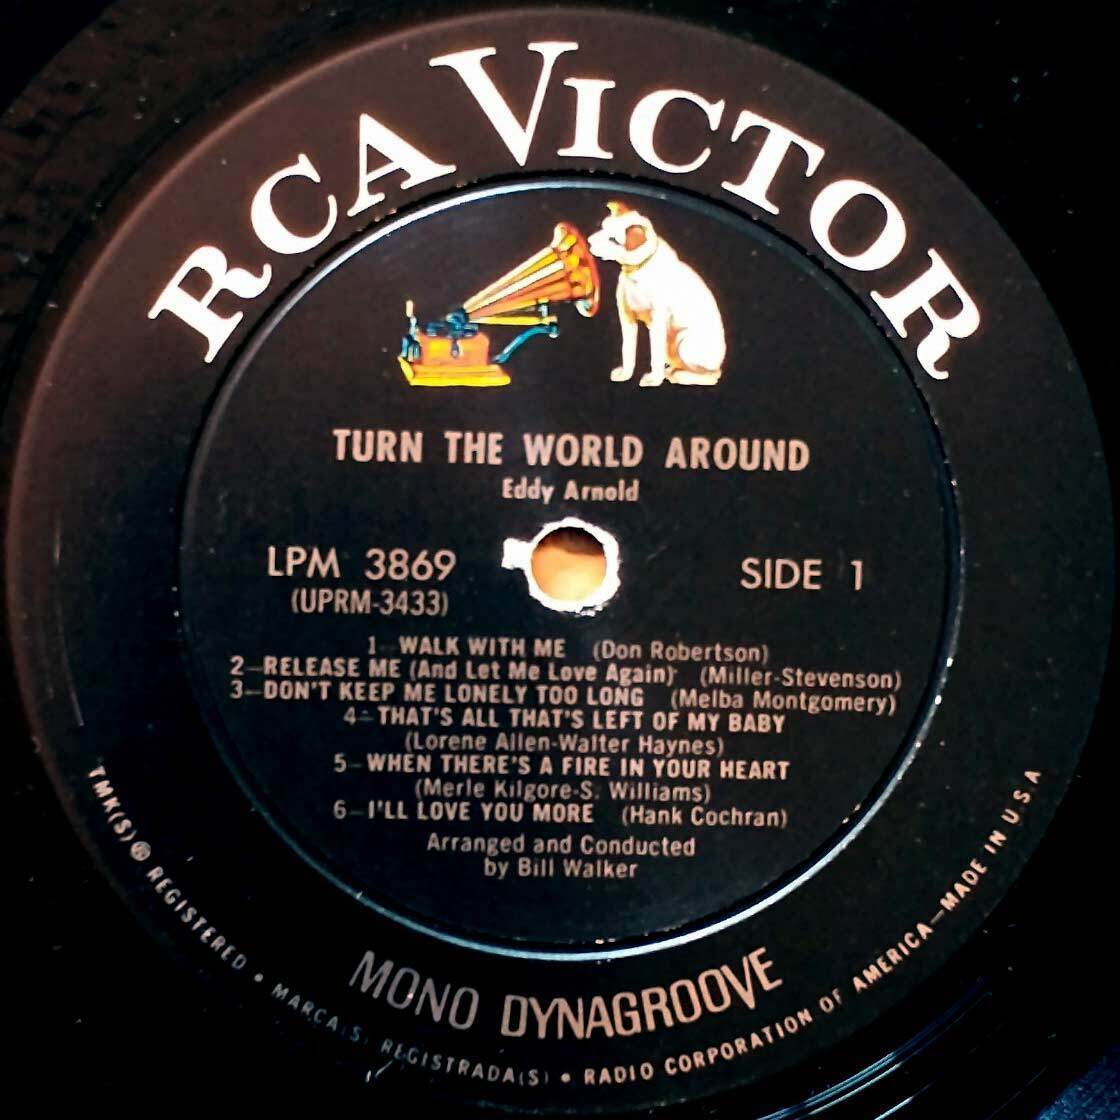 RCA VICTOR
TURN THE WORLD AROUND
Eddy Arnold
LPM 3869
(UPRM-3433)
SIDE 1
1-WALK WITH ME (Don Robertson)
2-RELEASE ME (And Let Me Love Again) (Miller-Stevenson)
3-DON'T KEEP ME LONELY TOO LONG (Melba Montgomery)
4-THAT'S ALL THAT'S LEFT OF MY BABY
(Lorene Allen-Walter Haynes)
5-WHEN THERE'S A FIRE IN YOUR HEART
(Merle Kilgore-S. Williams)
6-I'LL LOVE YOU MORE (Hank Cochran)
Arranged and Conducted
by Bill Walker
MONO DYNAGROOVE
TMK(S) ® REGISTERED • MARCA(S) REGISTRADA(S) • RADIO CORPORATION OF AMERICA—MADE IN U.S.A